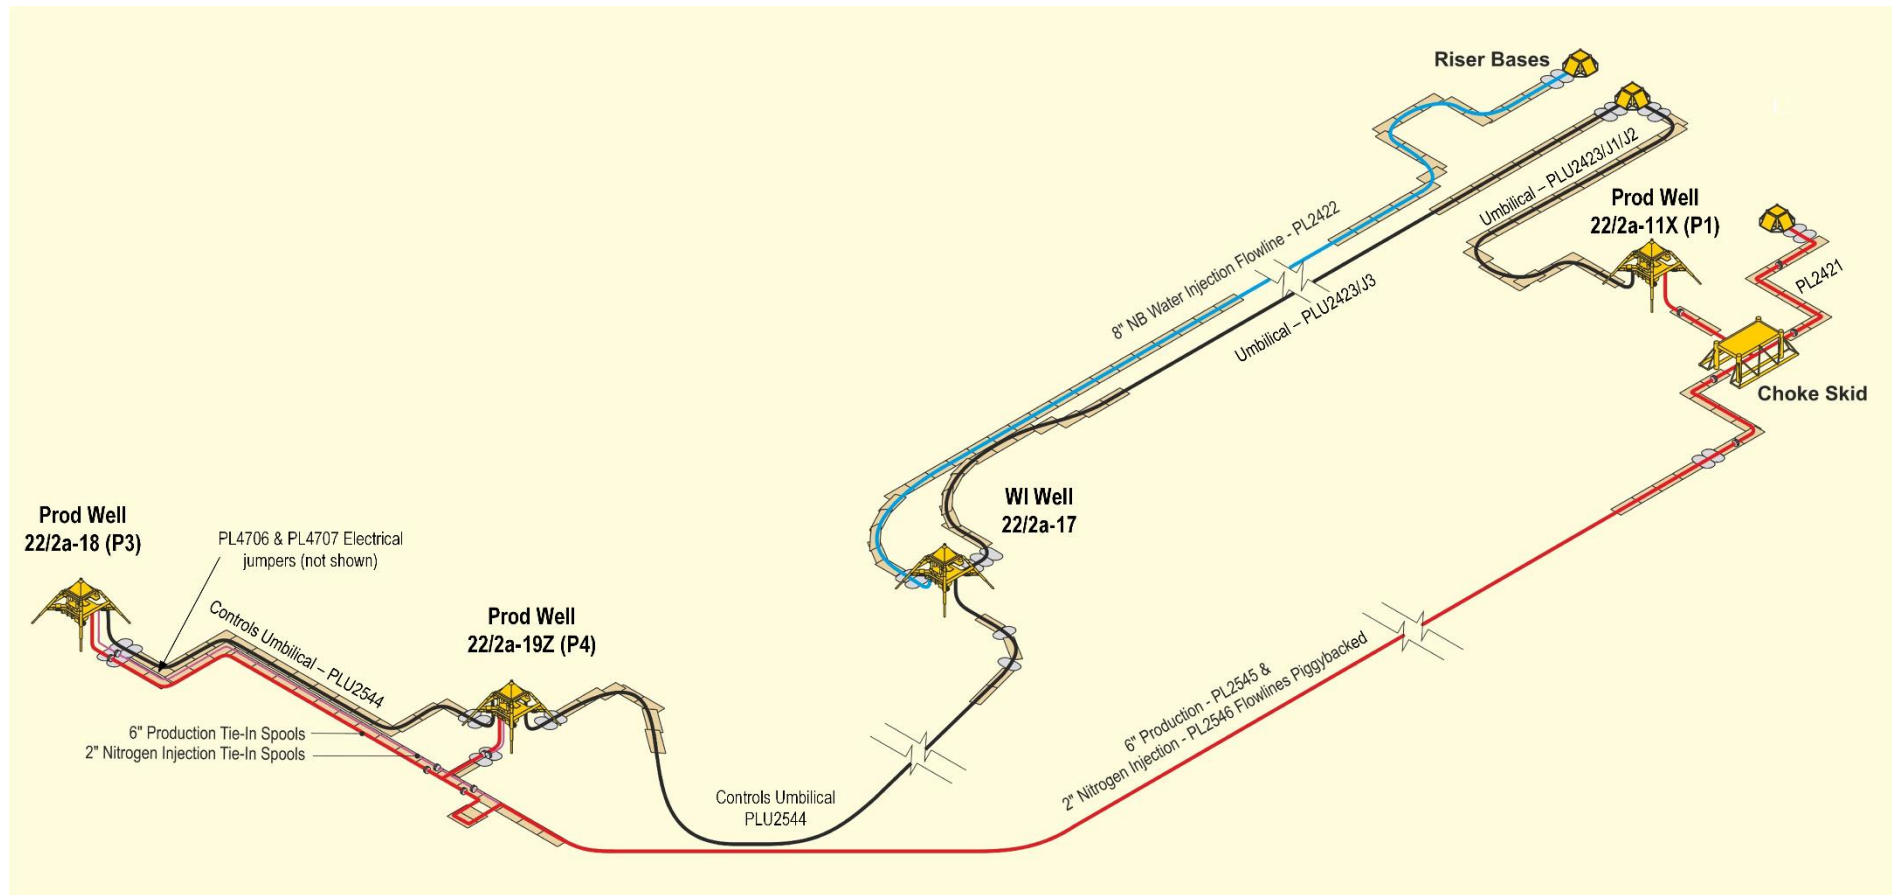 Riser Bases
Umbilical – PLU2423/J1/J2
Prod Well
22/2a-11X (P1)
PL2421
8" NB Water Injection Flowline - PL2422
Umbilical – PLU2423/J3
Choke Skid
WI Well
22/2a-17
Prod Well
22/2a-18 (P3)
PL4706 & PL4707 Electrical
jumpers (not shown)
Controls Umbilical – PLU2544
Prod Well
22/2a-19Z (P4)
6" Production Tie-In Spools
2" Nitrogen Injection Tie-In Spools
Controls Umbilical
PLU2544
6" Production - PL2545 &
2" Nitrogen Injection - PL2546 Flowlines Piggybacked